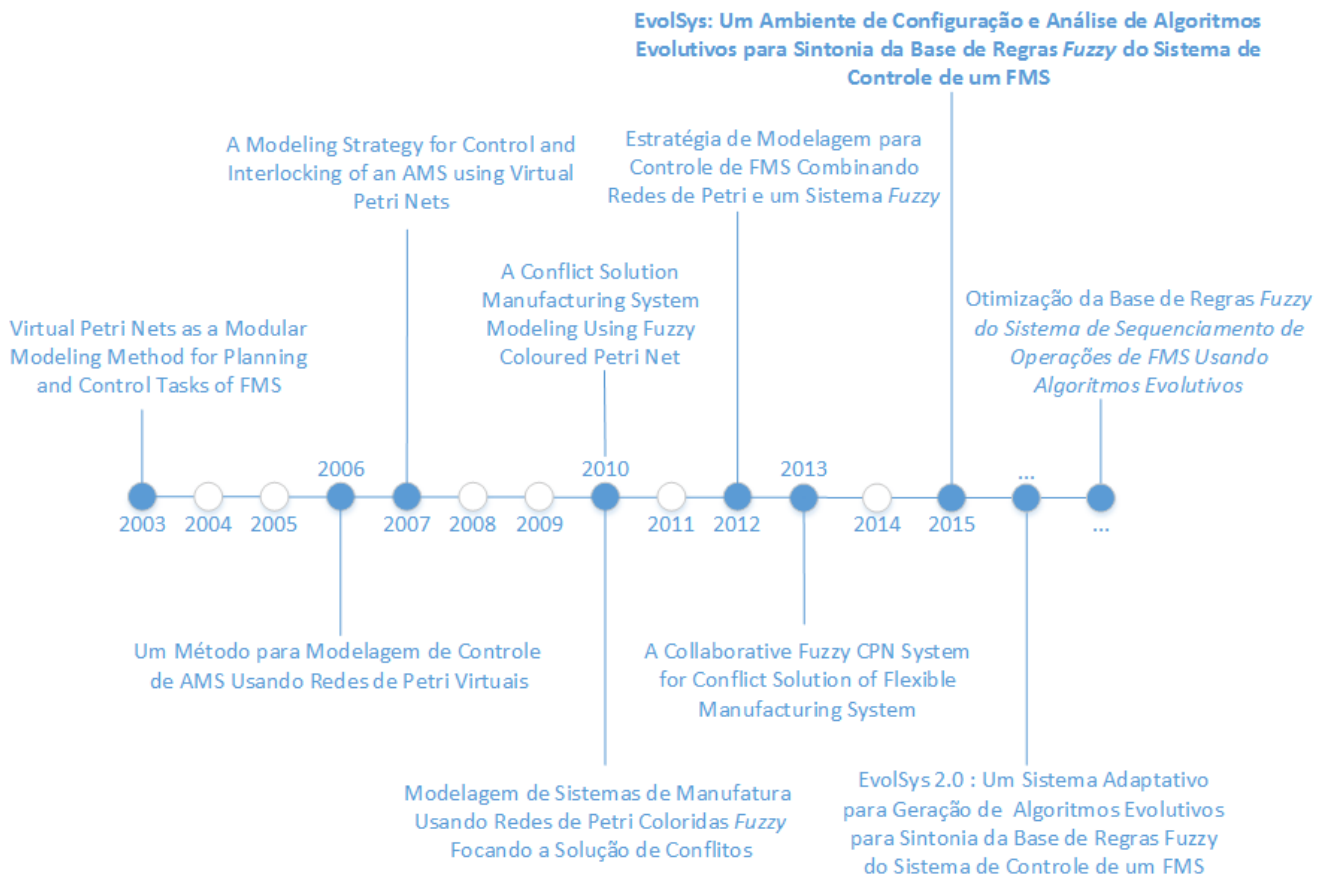 EvolSys: Um Ambiente de Configuração e Análise de Algoritmos
Evolutivos para Sintonia da Base de Regras Fuzzy do Sistema de
Controle de um FMS
A Modeling Strategy for Control and
Interlocking of an AMS using Virtual
Petri Nets
Estratégia de Modelagem para
Controle de FMS Combinando
Redes de Petri e um Sistema Fuzzy
A Conflict Solution
Manufacturing System
Modeling Using Fuzzy
Coloured Petri Net
Otimização da Base de Regras Fuzzy
do Sistema de Sequenciamento de
Operações de FMS Usando
Algoritmos Evolutivos
Virtual Petri Nets as a Modular
Modeling Method for Planning
and Control Tasks of FMS
2006
2010
2013
...
2003
2004
2005
2007
2008
2009
2011
2012
2014
2015
...
Um Método para Modelagem de Controle
de AMS Usando Redes de Petri Virtuais
A Collaborative Fuzzy CPN System
for Conflict Solution of Flexible
Manufacturing System
Modelagem de Sistemas de Manufatura
Usando Redes de Petri Coloridas Fuzzy
Focando a Solução de Conflitos
EvolSys 2.0 : Um Sistema Adaptativo
para Geração de Algoritmos Evolutivos
para Sintonia da Base de Regras Fuzzy
do Sistema de Controle de um FMS